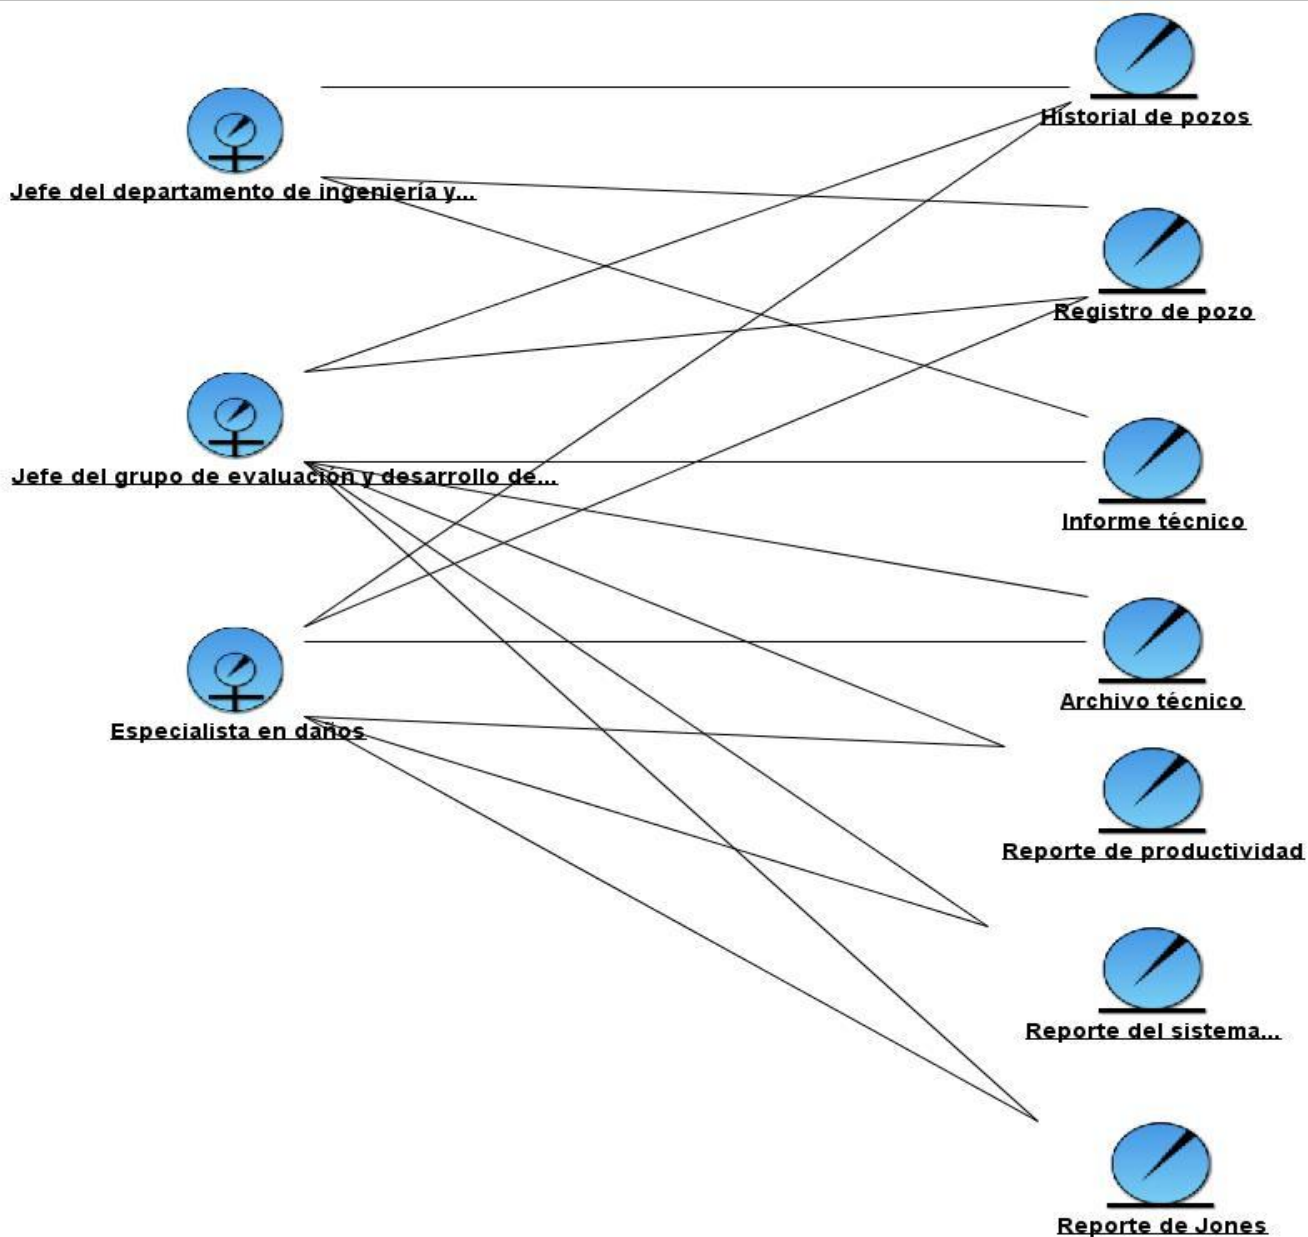 Historial de pozos
Jefe del departamento de ingeniería y...
Registro de pozo
Jefe del grupo de evaluación y desarrollo de...
Informe técnico
Archivo técnico
Especialista en daños
Reporte de productividad
Reporte del sistema...
Reporte de Jones